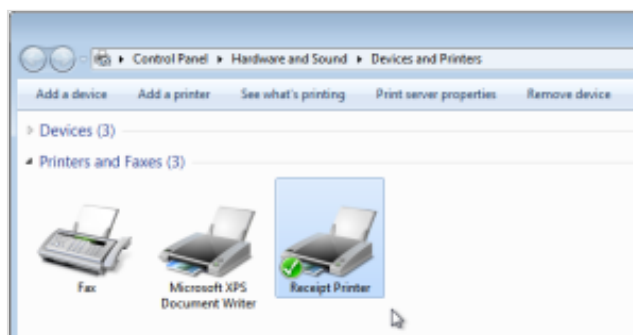 Control Panel Hardware and Sound Devices and Printers
Add a device Add a printer See what's printing Print server properties Remove device
Devices (3)
Printers and Faxes (3)
Fax Microsoft XPS Document Writer Receipt Printer